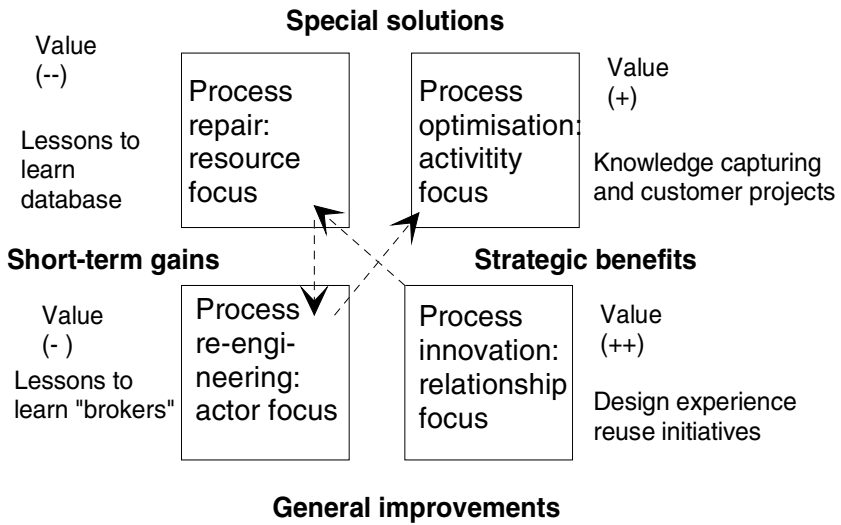 Special solutions
Value
(--)
Lessons to
learn
database
Process
repair:
resource
focus
Process
optimisation:
activitity
focus
Value
(+)
Knowledge capturing
and customer projects
Short-term gains
Strategic benefits
Value
(- )
Lessons to
learn "brokers"
Process
re-engi-
neering:
actor focus
Process
innovation:
relationship
focus
Value
(++)
Design experience
reuse initiatives
General improvements